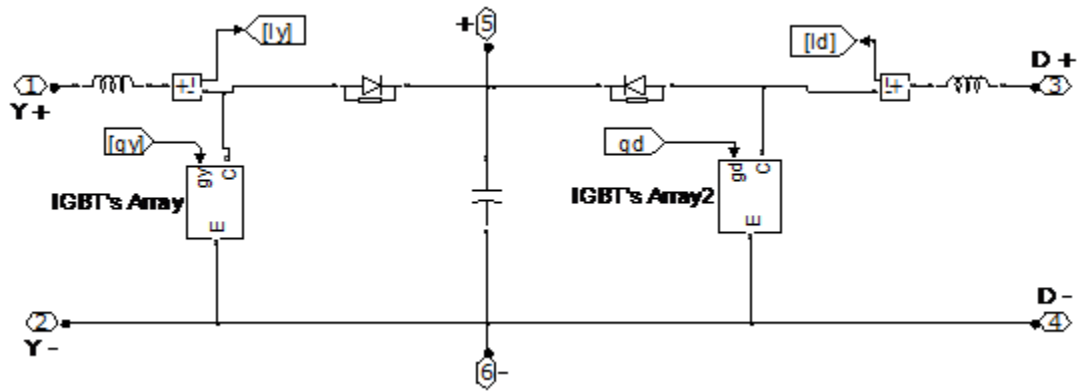 [Iy]
+5
[Id]
D+
1
+i
i+
3
Y+
[gy]
gd
gy C
gd C
IGBT's Array
IGBT's Array2
E
E
D-
2
4
Y-
6-